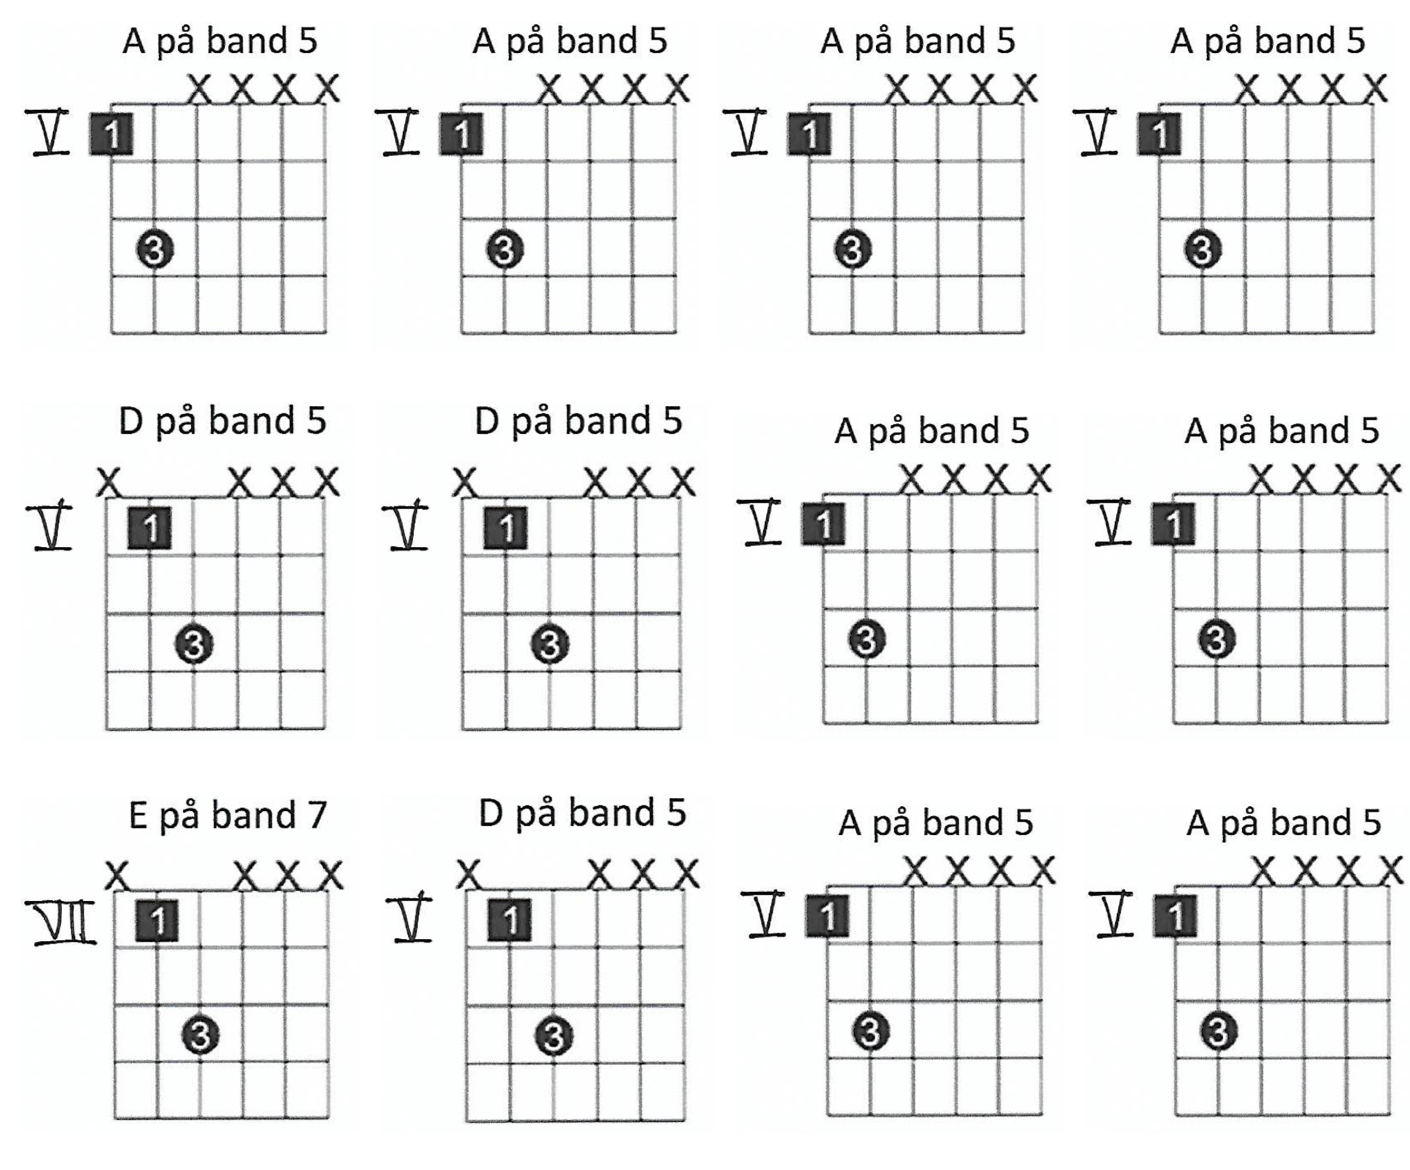 A på band 5 A på band 5 A på band 5 A på band 5
X X X X X X X X X X X X X X X X
V 1 V 1 V 1 V 1
3 3 3 3
D på band 5 D på band 5 A på band 5 A på band 5
X X X X X X X X X X X X X X X X
V 1 V 1 V 1 V 1
3 3 3 3
E på band 7 D på band 5 A på band 5 A på band 5
X X X X X X X X X X X X X X X X
VII 1 V 1 V 1 V 1
3 3 3 3